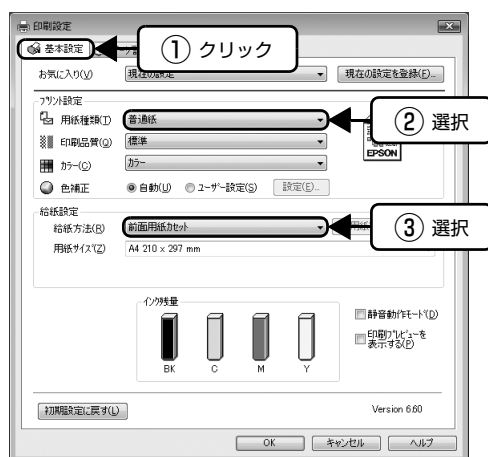 印刷設定
基本設定
① クリック
お気に入り(V) 現在の設定 現在の設定を登録(F)...
プリント設定
用紙種類(T) 普通紙
② 選択
印刷品質(Q) 標準
EPSON
カラー(C) カラー
色補正 自動(U) ユーザー設定(S) 設定(E)...
給紙設定
給紙方法(R) 前面用紙カセット
③ 選択
用紙サイズ(Z) A4 210 x 297 mm
インク残量
静音動作モード(D)
印刷プレビューを
表示する(P)
BK C M Y
初期設定に戻す(L) Version 6.60
OK キャンセル ヘルプ